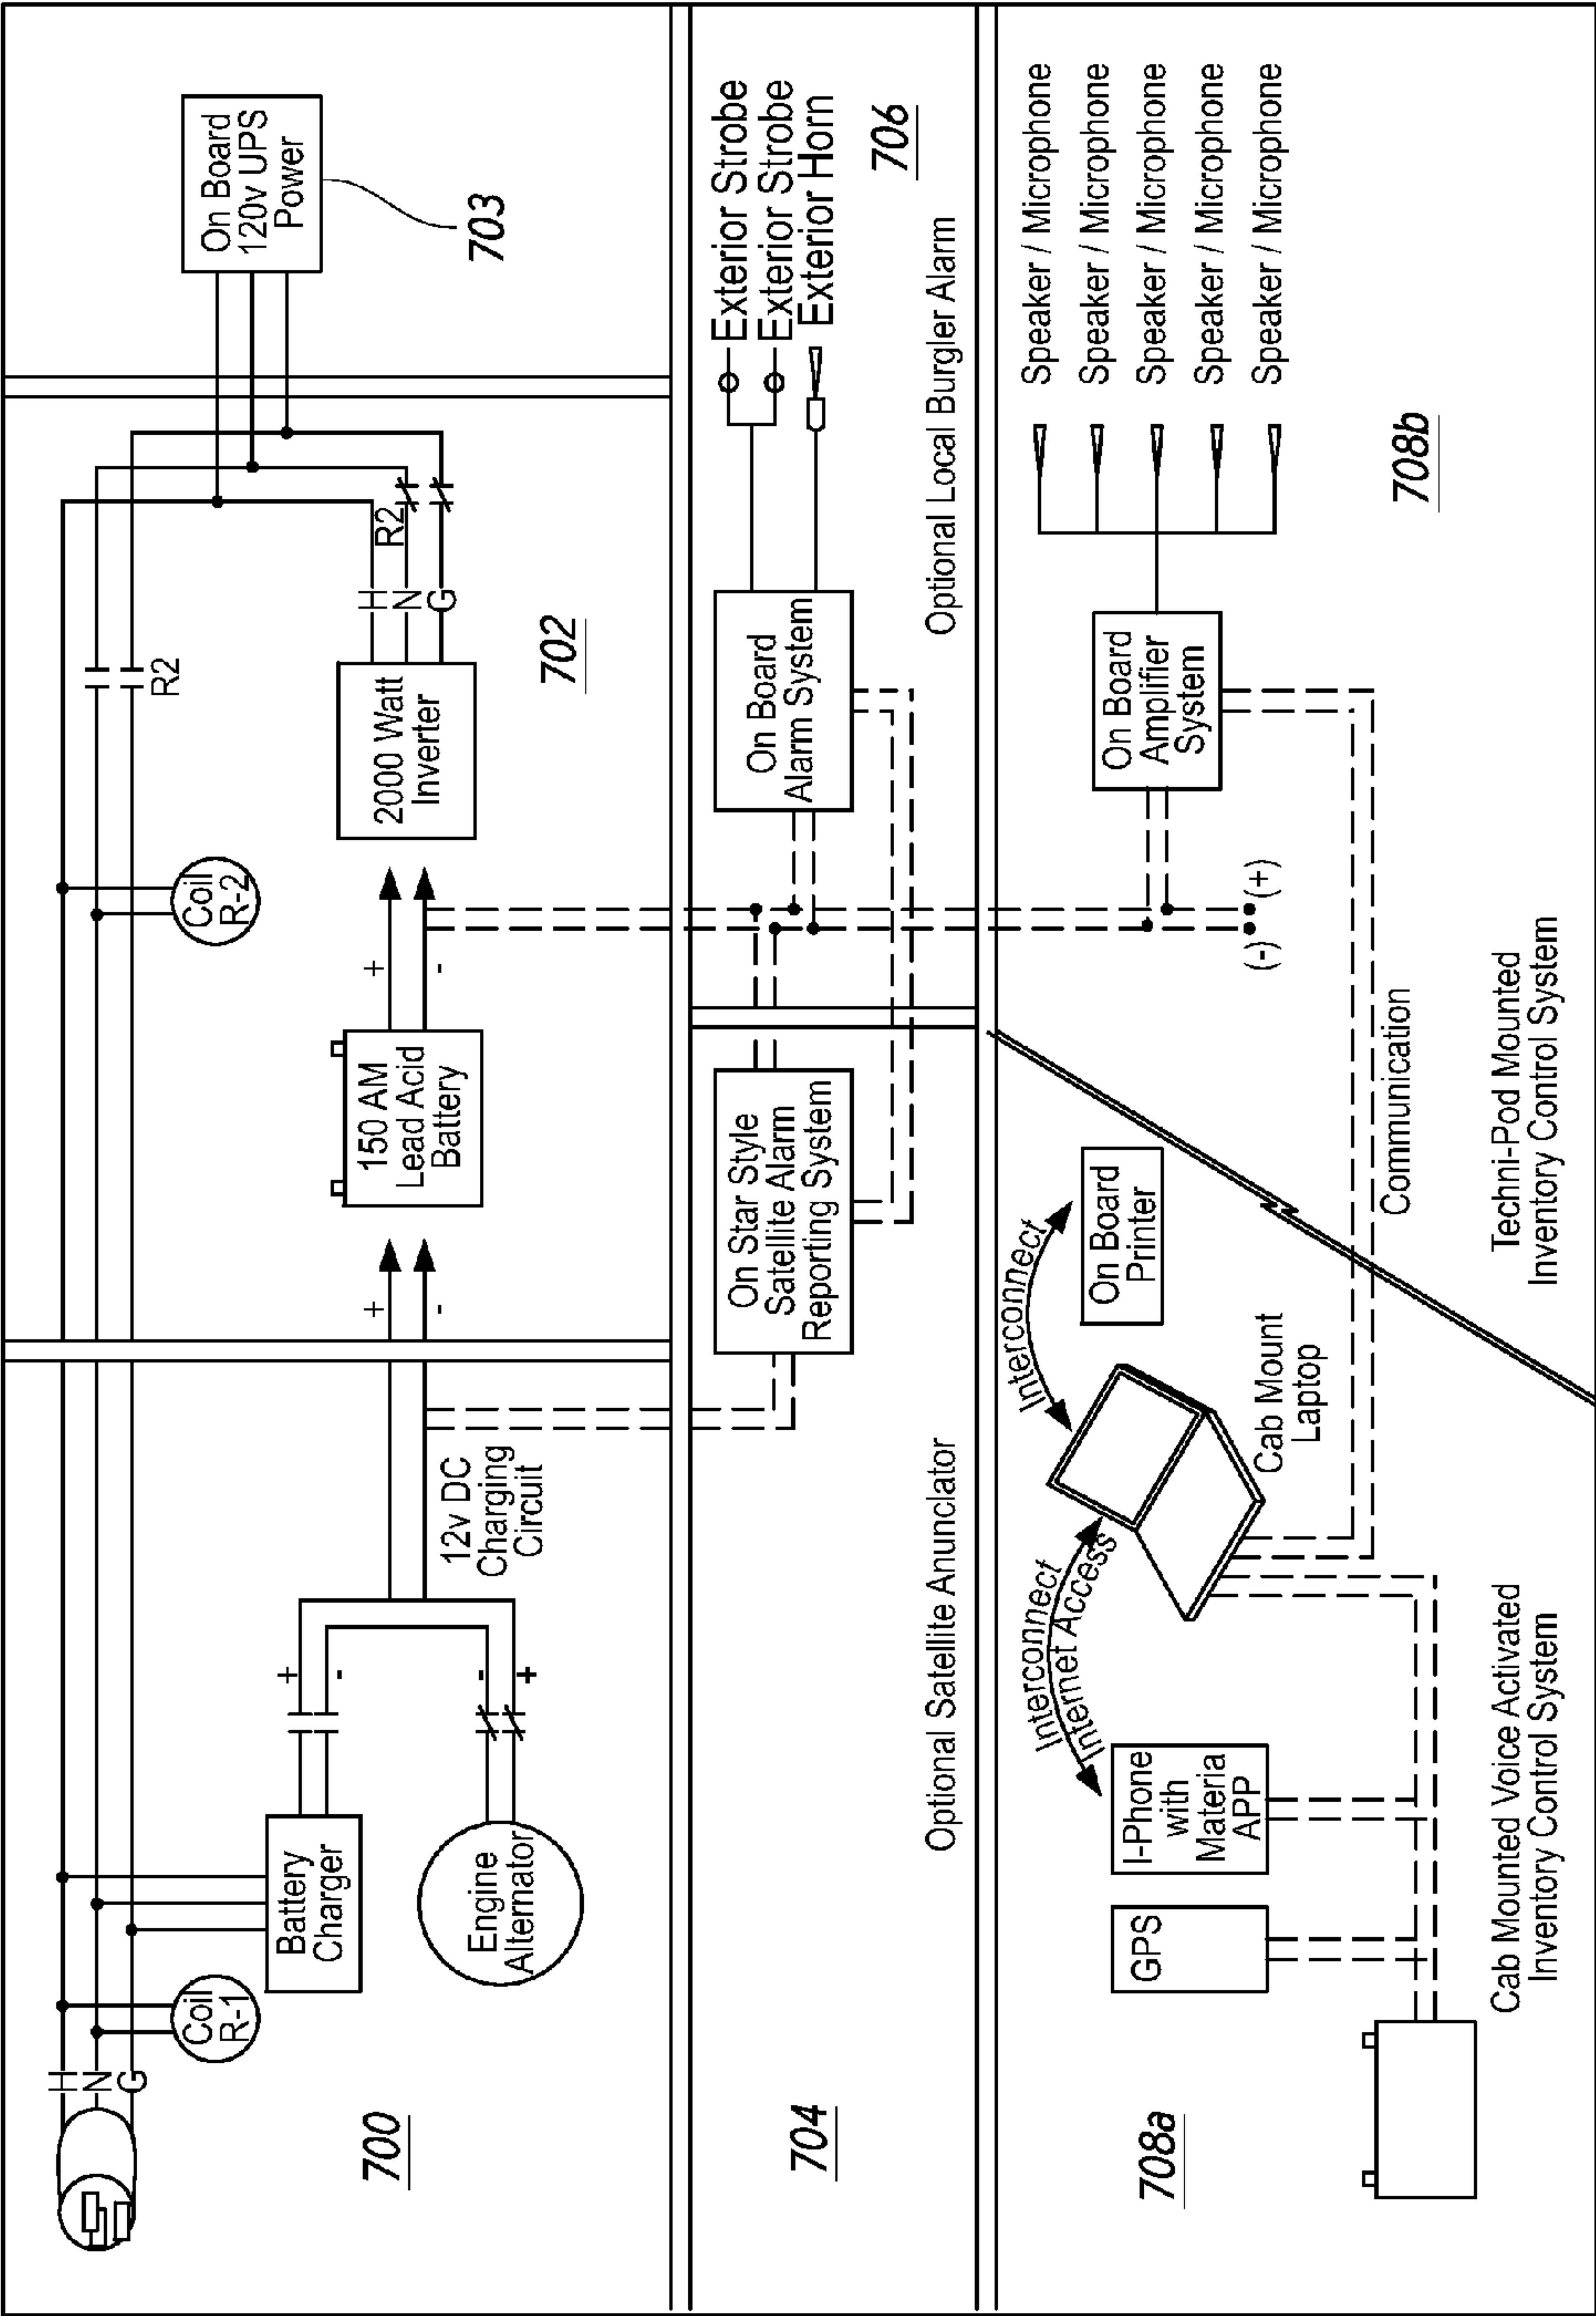 H
N
G
Coil
R-1
Battery
Charger
Engine
Alternator
+
-
-
+
12v DC
Charging
Circuit
700
+
-
150 AM
Lead Acid
Battery
+
-
Coil
R-2
2000 Watt
Inverter
H
N
G
R2
R2
702
On Board
120v UPS
Power
703
704
Optional Satellite Anunclator
On Star Style
Satellite Alarm
Reporting System
On Board
Alarm System
Exterior Strobe
Exterior Strobe
Exterior Horn
706
Optional Local Burgler Alarm
708a
GPS
I-Phone
with
Materia
APP
Interconnect
Internet Access
Interconnect
On Board
Printer
Cab Mount
Laptop
Cab Mounted Voice Activated
Inventory Control System
Communication
(-)
(+)
On Board
Amplifier
System
Speaker / Microphone
Speaker / Microphone
Speaker / Microphone
Speaker / Microphone
Speaker / Microphone
708b
Techni-Pod Mounted
Inventory Control System